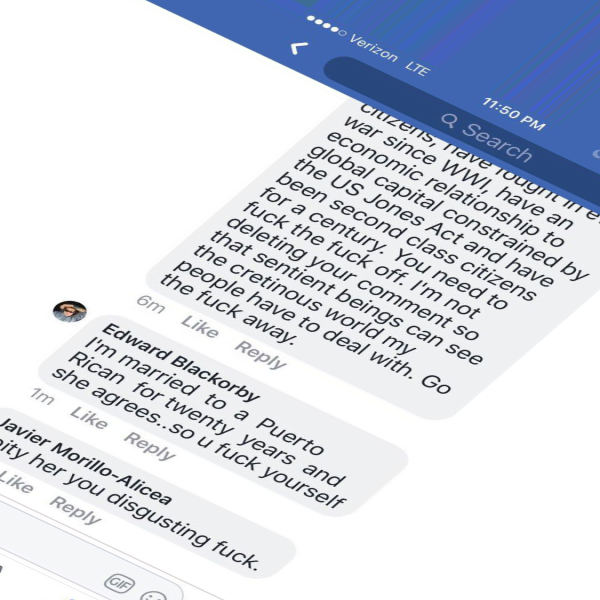 Verizon LTE
11:50 PM
Search
citizens, have fought in
war since WWI, have an
economic relationship to
global capital constrained by
the US Jones Act and have
been second class citizens
for a century. You need to
fuck the fuck off. I'm not
deleting your comment so
that sentient beings can see
the cretinous world my
people have to deal with. Go
the fuck away.
6m Like Reply
Edward Blackorby
I'm married to a Puerto
Rican for twenty years and
she agrees..so u fuck yourself
1m Like Reply
Javier Morillo-Alicea
her you disgusting fuck.
Like Reply
GIF